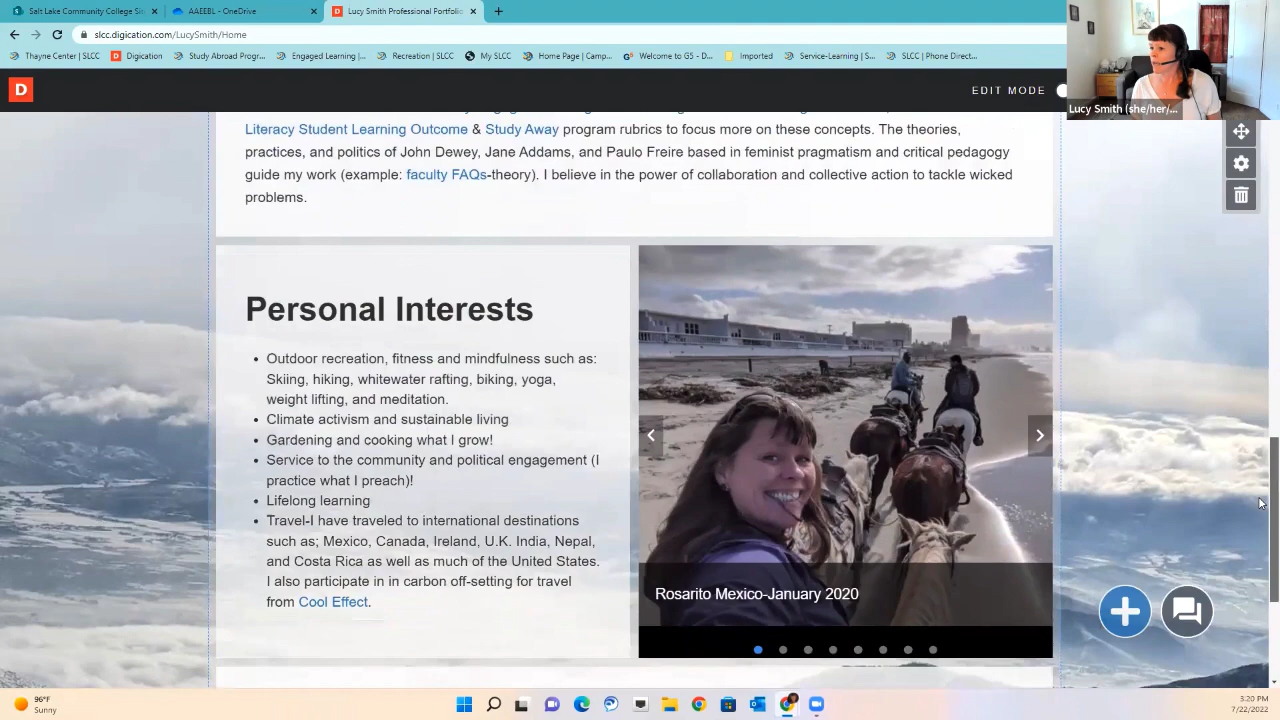 Salt Lake Community College Si
AAEEBL - OneDrive
Lucy Smith Professional Portfolio
slcc.digication.com/LucySmith/Home
Thayne Center | SLCC
Digication
Study Abroad Progr...
Engaged Learning |...
Recreation | SLCC
My SLCC
Home Page | Camp...
Welcome to G5 - D...
Imported
Service-Learning | S...
SLCC | Phone Direct...
D
EDIT MODE
Lucy Smith (she/her/...
Literacy Student Learning Outcome & Study Away program rubrics to focus more on these concepts. The theories,
practices, and politics of John Dewey, Jane Addams, and Paulo Freire based in feminist pragmatism and critical pedagogy
guide my work (example: faculty FAQs-theory). I believe in the power of collaboration and collective action to tackle wicked
problems.
Personal Interests
• Outdoor recreation, fitness and mindfulness such as:
Skiing, hiking, whitewater rafting, biking, yoga,
weight lifting, and meditation.
• Climate activism and sustainable living
• Gardening and cooking what I grow!
• Service to the community and political engagement (I
practice what I preach)!
• Lifelong learning
• Travel-I have traveled to international destinations
such as; Mexico, Canada, Ireland, U.K. India, Nepal,
and Costa Rica as well as much of the United States.
I also participate in in carbon off-setting for travel
from Cool Effect.
Rosarito Mexico-January 2020
96°F
Sunny
3:20 PM
7/22/2022